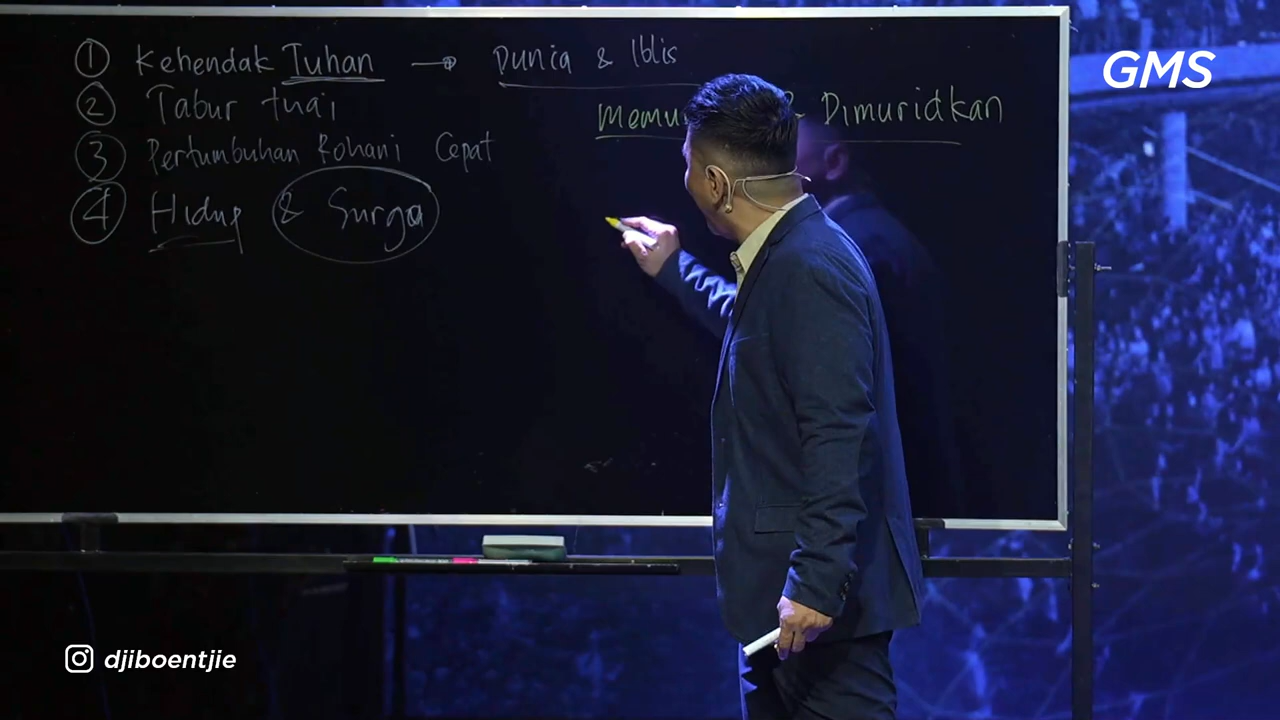 ① Kehendak Tuhan → Dunia & Iblis
② Tabur tuai
& Dimuridkan
③ Pertumbuhan Rohani Cepat
④ Hidup & Surga
GMS
djiboentjie